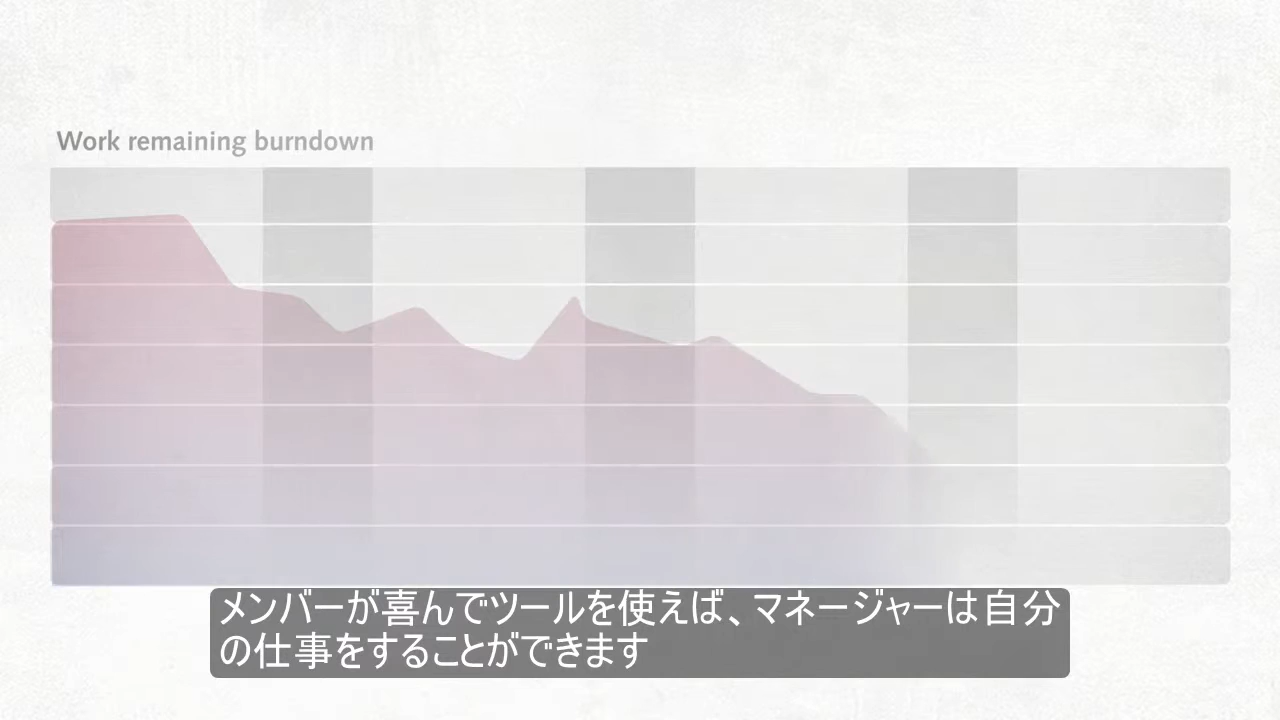 Work remaining burndown
メンバーが喜んでツールを使えば、マネージャーは自分
の仕事をすることができます